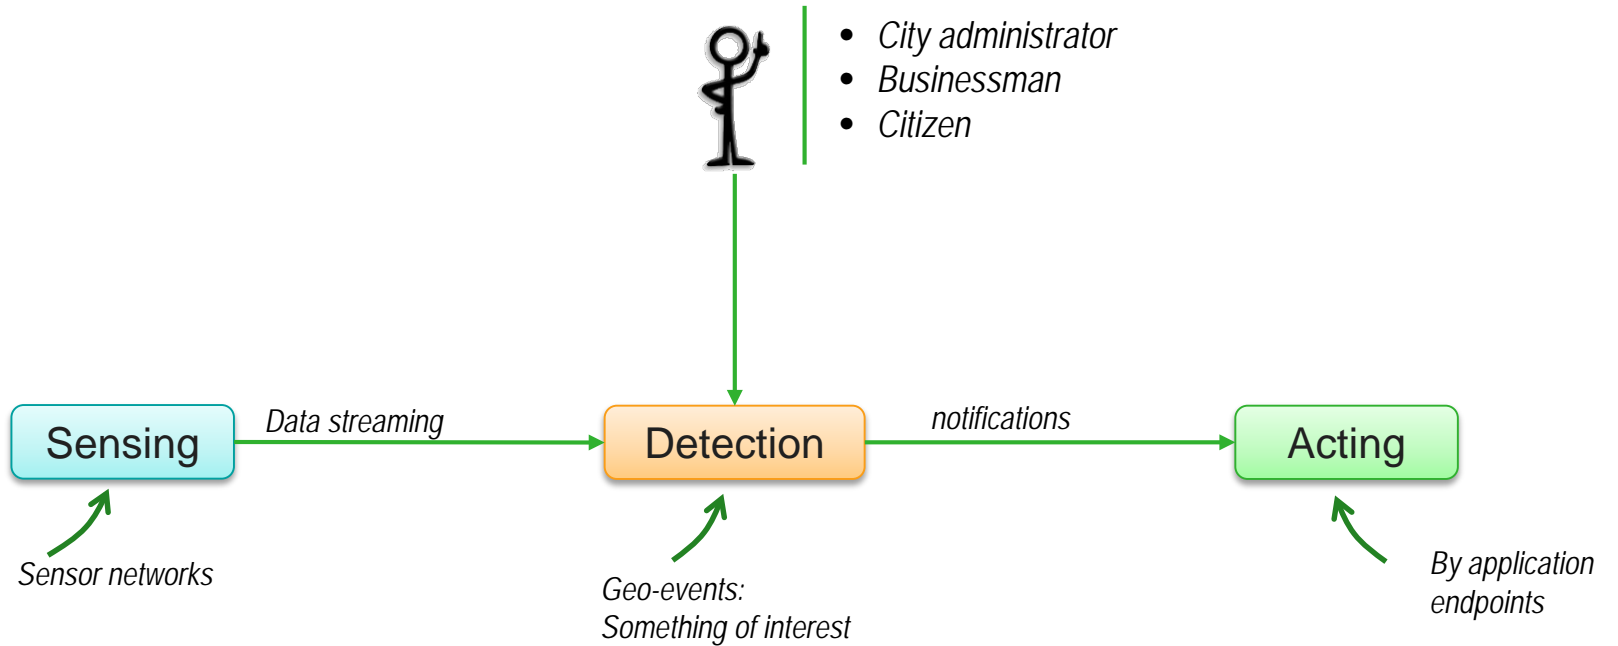 • City administrator
• Businessman
• Citizen
Sensing
Data streaming
Detection
notifications
Acting
Sensor networks
Geo-events:
Something of interest
By application
endpoints